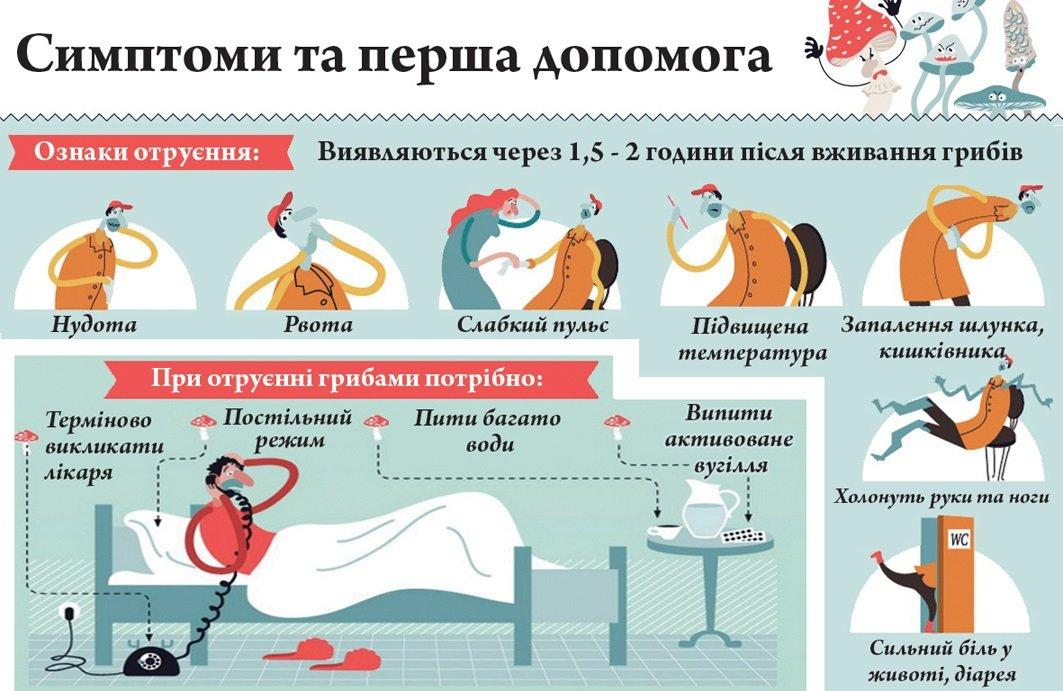 Симптоми та перша допомога
Ознаки отруєння:
Виявляються через 1,5 - 2 години після вживання грибів
Нудота
Рвота
Слабкий пульс
Підвищена
температура
Запалення шлунка,
кишківника
При отруєнні грибами потрібно:
Терміново
викликати
лікаря
Постільний
режим
Пити багато
води
Випити
активоване
вугілля
Холонуть руки та ноги
WC
Сильний біль у
животі, діарея